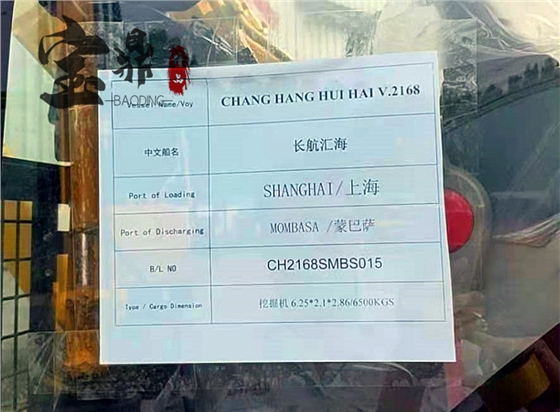 宝鼎
BAODING
Vessel Name/Voy CHANG HANG HUI HAI V.2168
中文船名 长航汇海
Port of Loading SHANGHAI/上海
Port of Discharging MOMBASA /蒙巴萨
B/L NO CH2168SMBS015
Type / Cargo Dimension 挖掘机 6.25*2.1*2.86/6500KGS